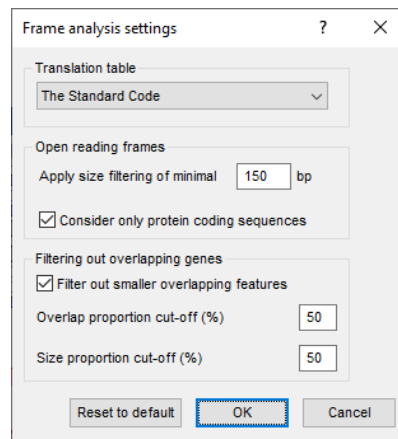 Frame analysis settings ?
Translation table
The Standard Code
Open reading frames
Apply size filtering of minimal 150 bp
Consider only protein coding sequences
Filtering out overlapping genes
Filter out smaller overlapping features
Overlap proportion cut-off (%) 50
Size proportion cut-off (%) 50
Reset to default OK Cancel